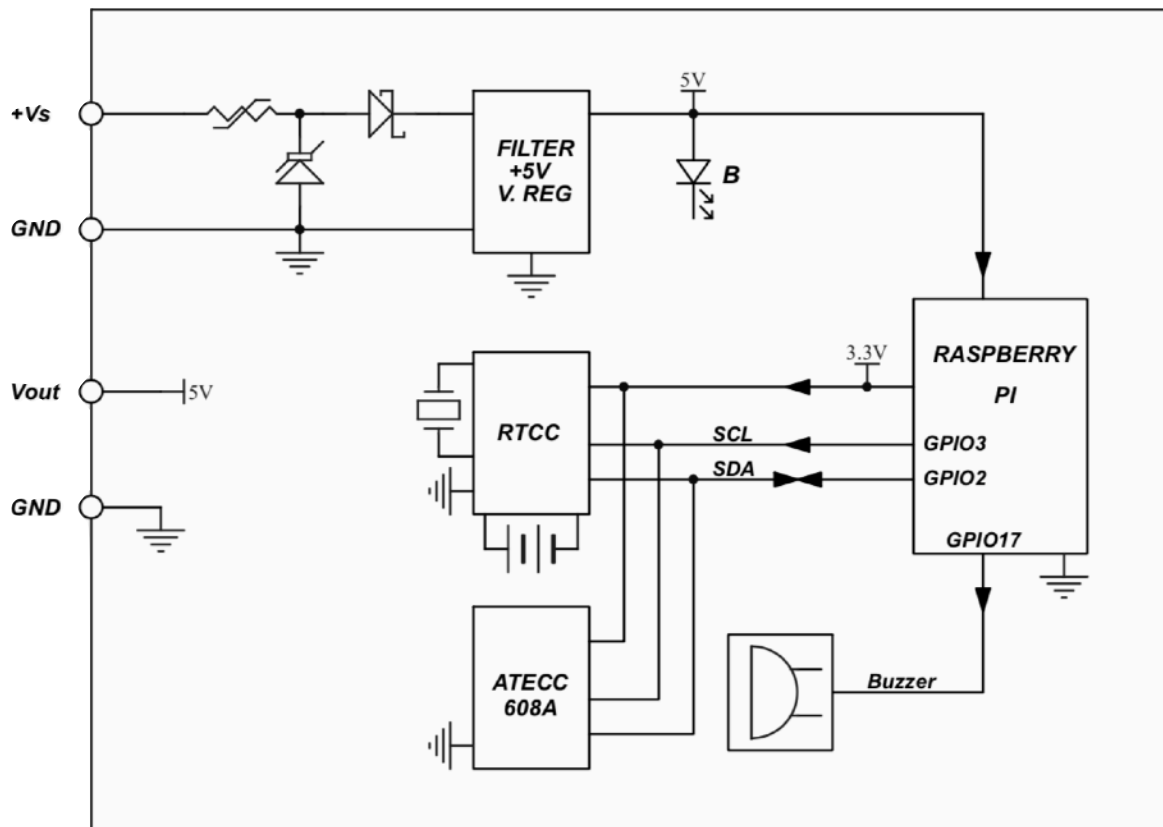 +Vs
GND
Vout
5V
GND
FILTER
+5V
V. REG
5V
B
RASPBERRY
PI
3.3V
GPIO3
GPIO2
GPIO17
RTCC
SCL
SDA
ATECC
608A
Buzzer